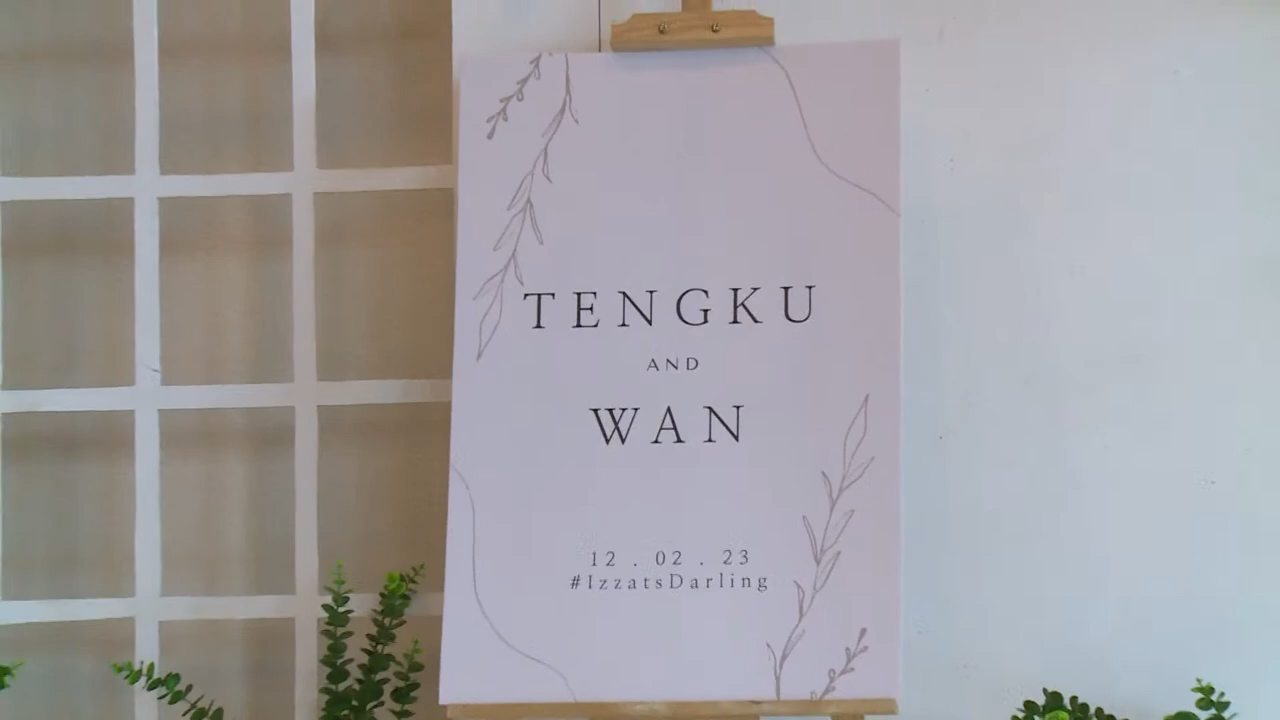 TENGKU
AND
WAN
12 . 02 . 23
#IzzatsDarling